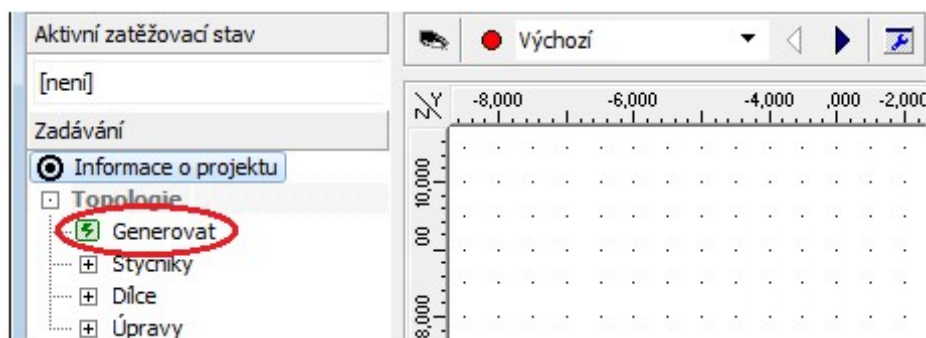 Aktivní zatěžovací stav
[není]
Zadávání
Informace o projektu
Topologie
Generovat
Styčníky
Dílce
Úpravy
Výchozí
Y
Z
-8,000 -6,000 -4,000 ,000 -2,000
10,000
00
8,000